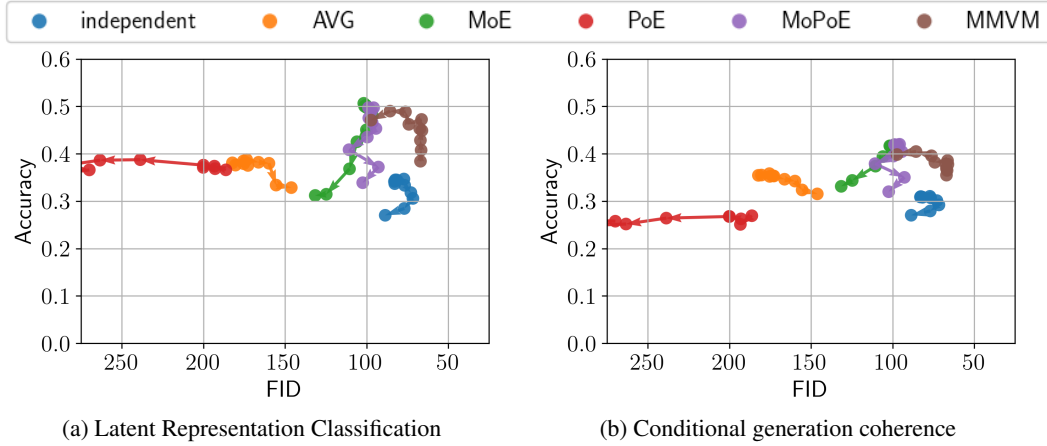 independent AVG MoE PoE MoPoE MMVM
0.6
0.5
0.4
0.3
0.2
0.1
0.0
Accuracy
250 200 150 100 50
FID
(a) Latent Representation Classification
0.6
0.5
0.4
0.3
0.2
0.1
0.0
Accuracy
250 200 150 100 50
FID
(b) Conditional generation coherence